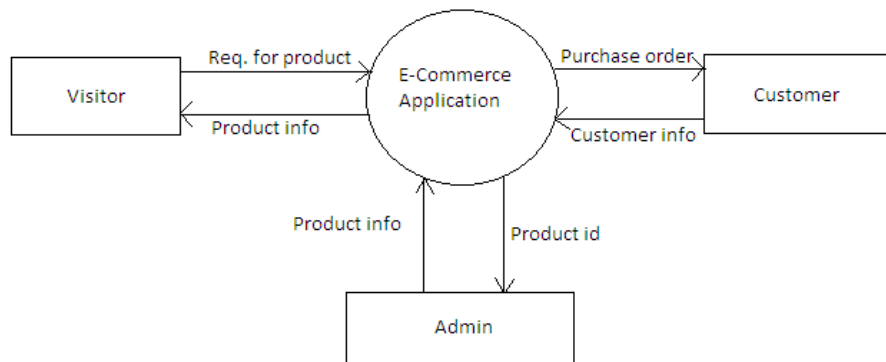 Req. for product
Purchase order
E-Commerce
Application
Visitor
Customer
Product info
Customer info
Product info
Product id
Admin